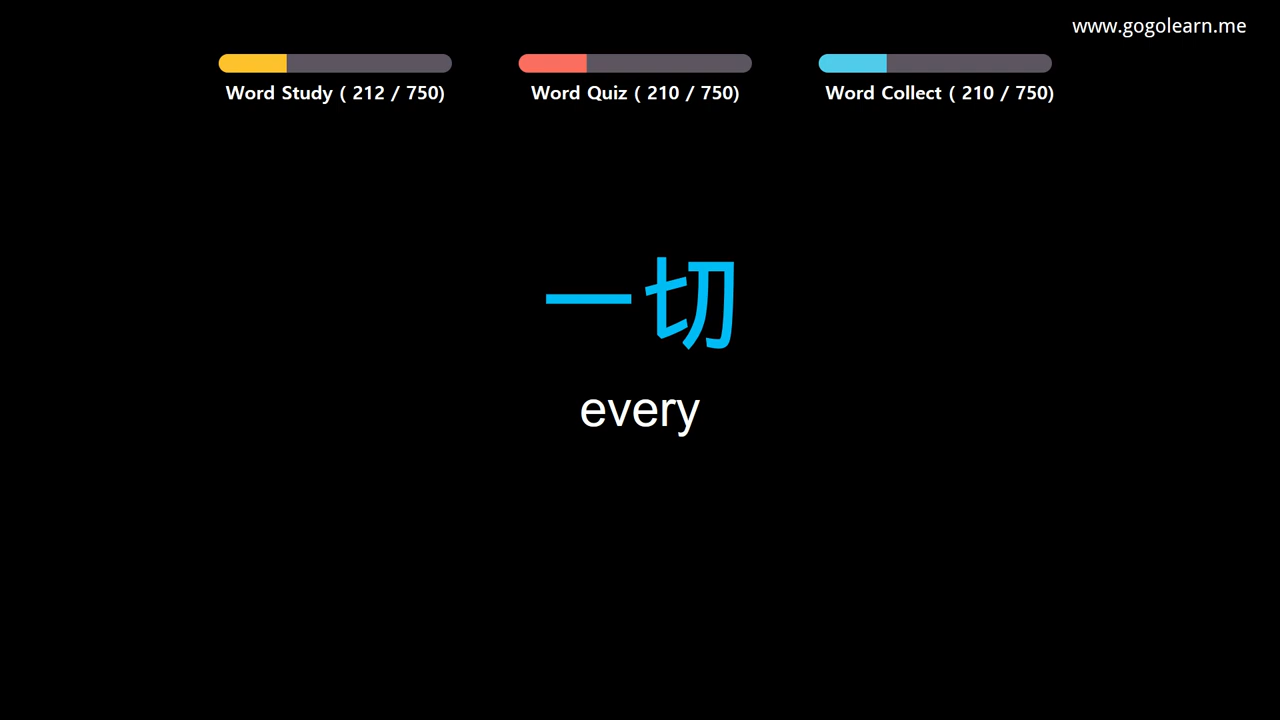 www.gogolearn.me
Word Study ( 212 / 750)
Word Quiz ( 210 / 750)
Word Collect ( 210 / 750)
一切
every